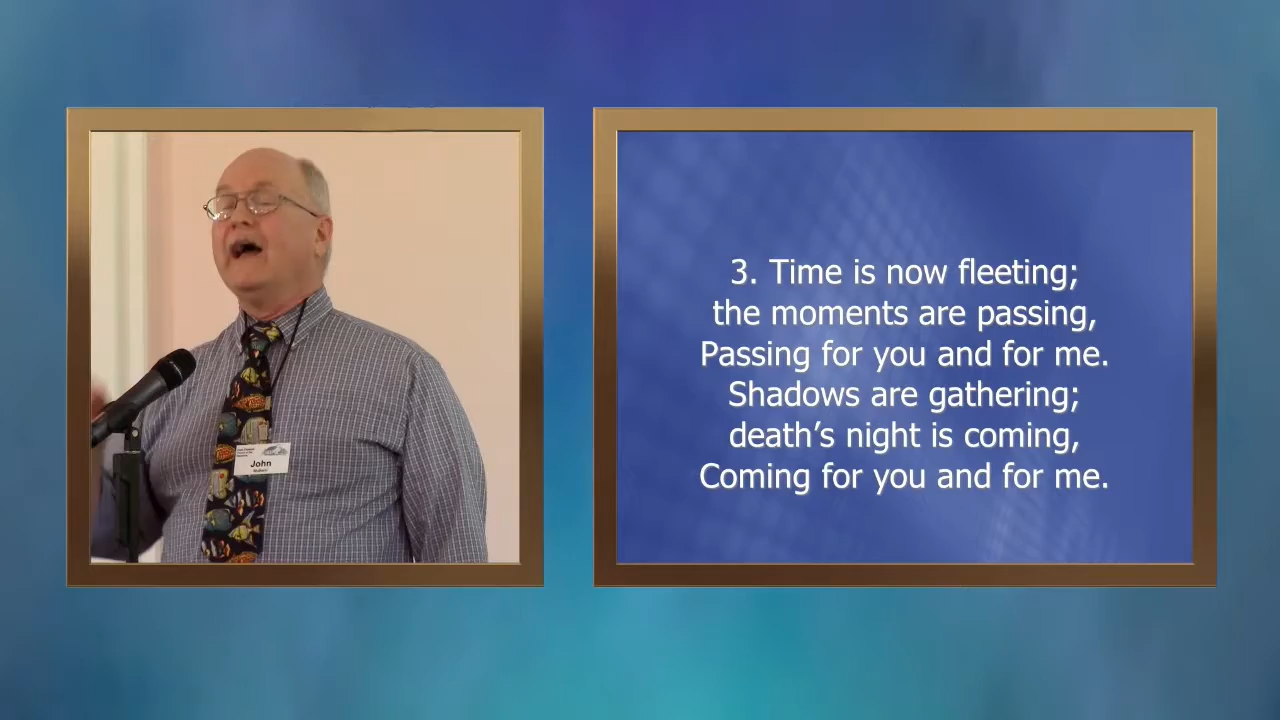 John
3. Time is now fleeting;
the moments are passing,
Passing for you and for me.
Shadows are gathering;
death’s night is coming,
Coming for you and for me.